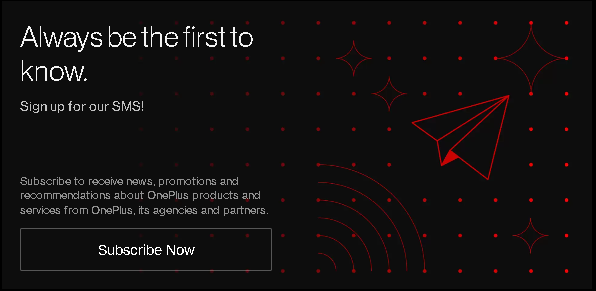 Always be the first to
know.
Sign up for our SMS!
Subscribe to receive news, promotions and
recommendations about OnePlus products and
services from OnePlus, its agencies and partners.
Subscribe Now